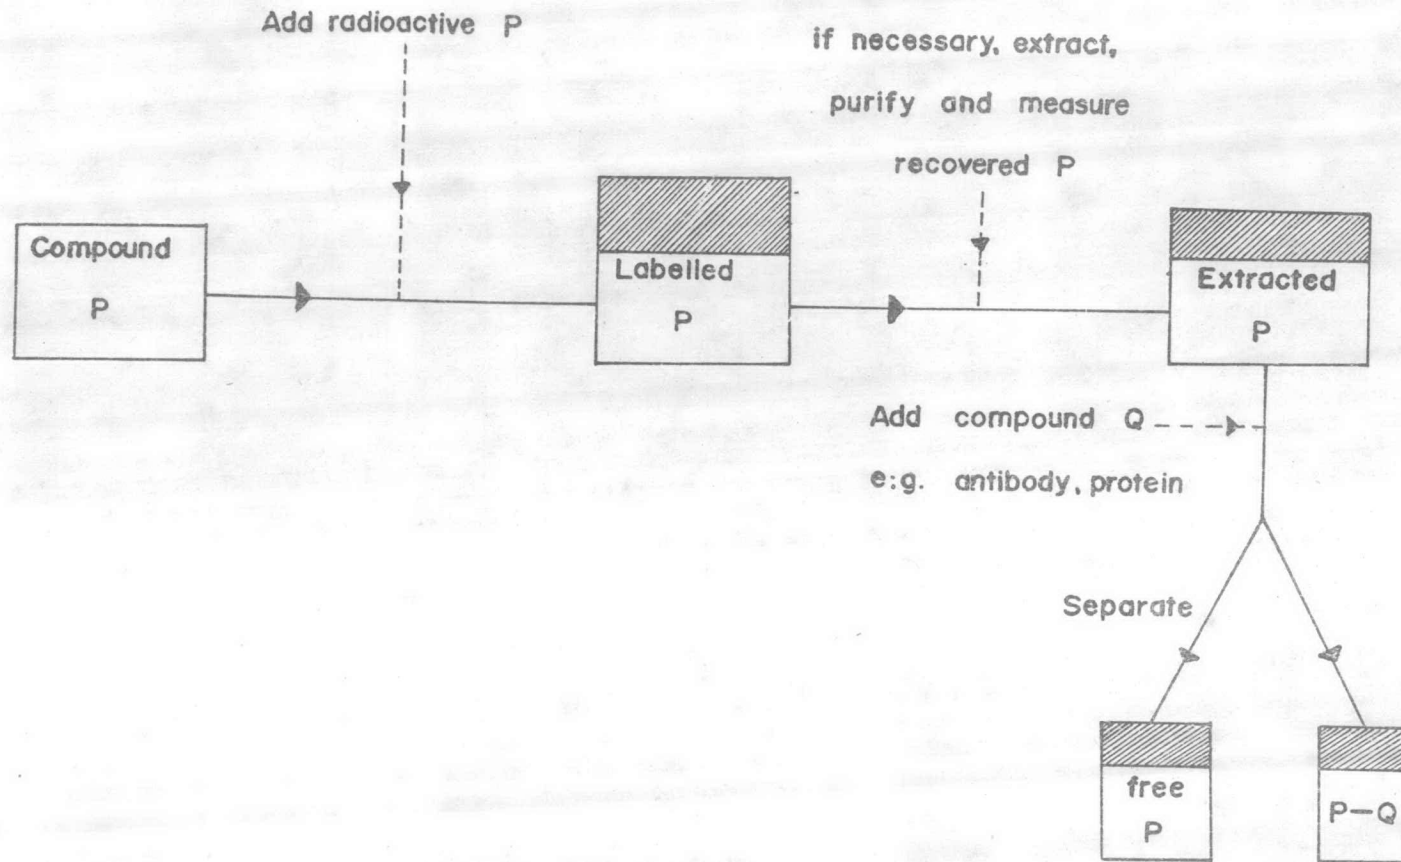 Add radioactive P
if necessary, extract,
purify and measure
recovered P
Compound
P
Labelled
P
Extracted
P
Add compound Q
e:g. antibody, protein
Separate
free
P
P–Q